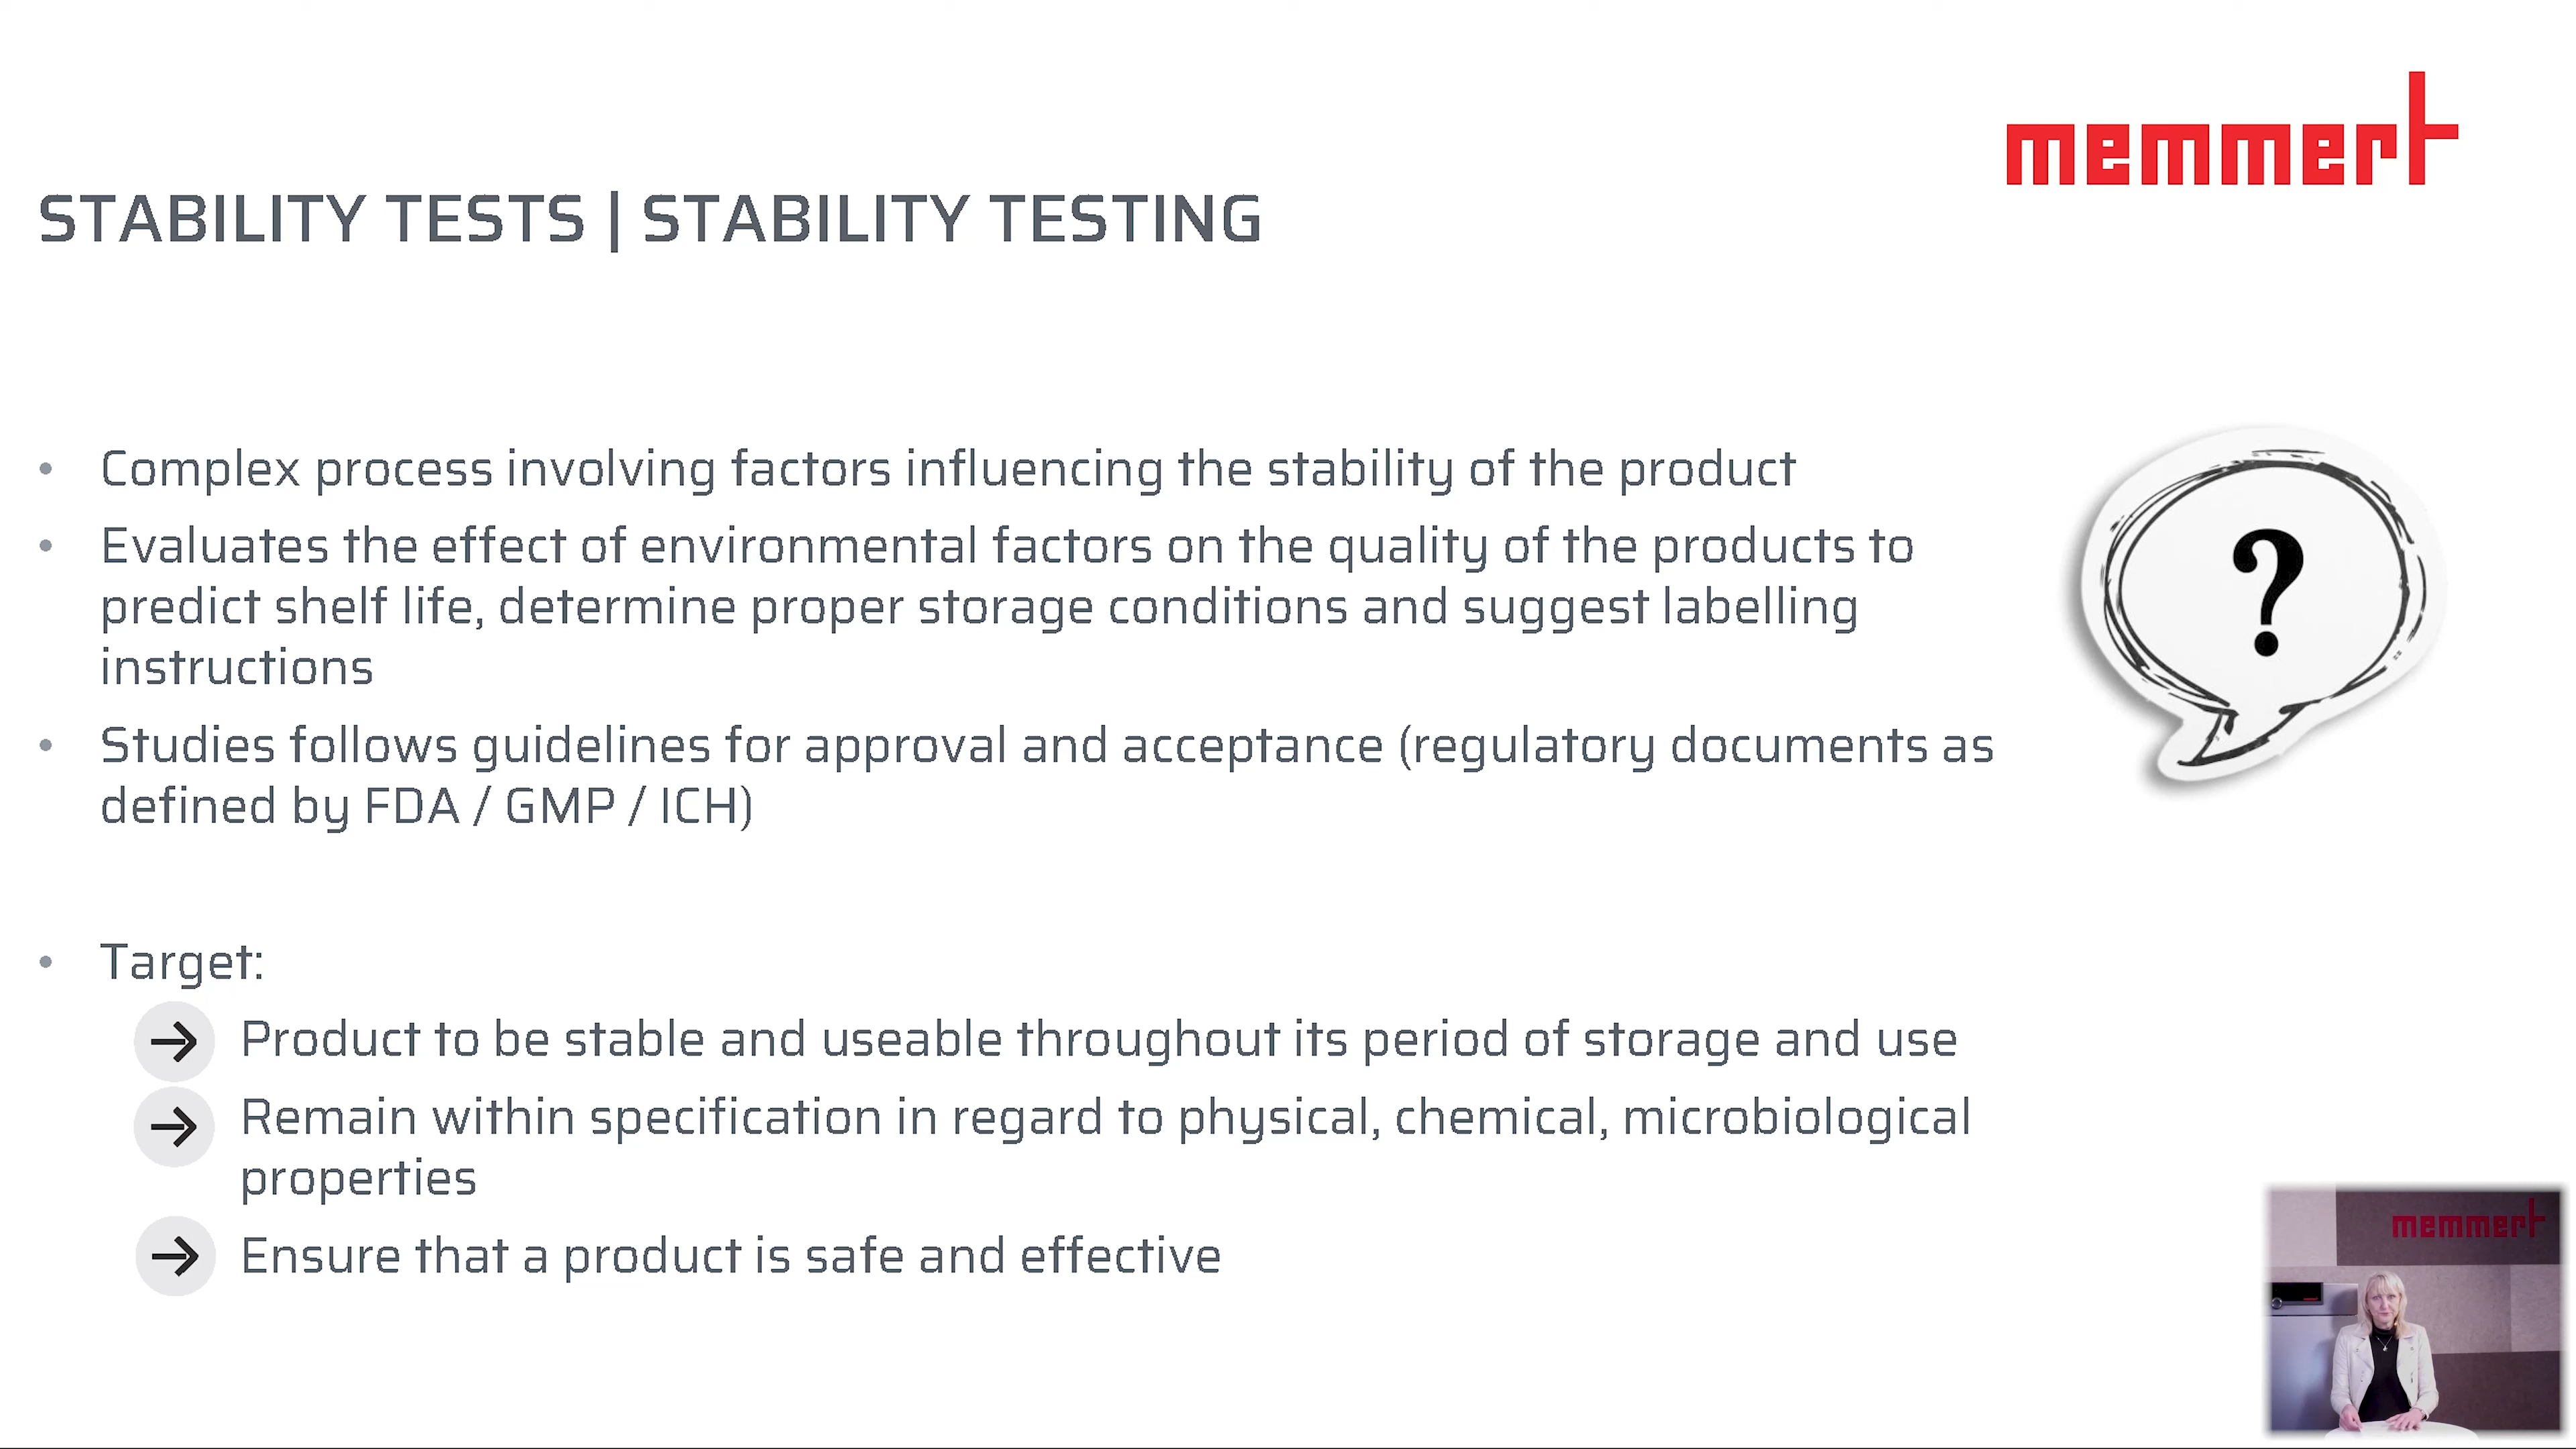 memmert
STABILITY TESTS | STABILITY TESTING
• Complex process involving factors influencing the stability of the product
• Evaluates the effect of environmental factors on the quality of the products to
predict shelf life, determine proper storage conditions and suggest labelling
instructions
• Studies follows guidelines for approval and acceptance (regulatory documents as
defined by FDA / GMP / ICH)
?
• Target:
→ Product to be stable and useable throughout its period of storage and use
→ Remain within specification in regard to physical, chemical, microbiological
properties
→ Ensure that a product is safe and effective
memmert